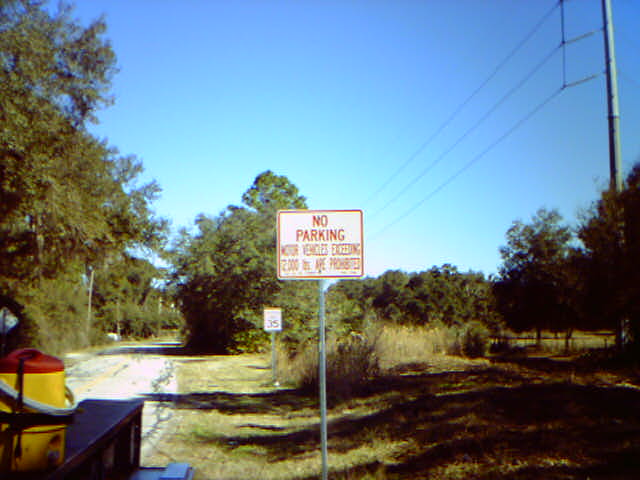 NO
PARKING
MOTOR VEHICLES EXCEEDING
12,000 lbs. ARE PROHIBITED
35